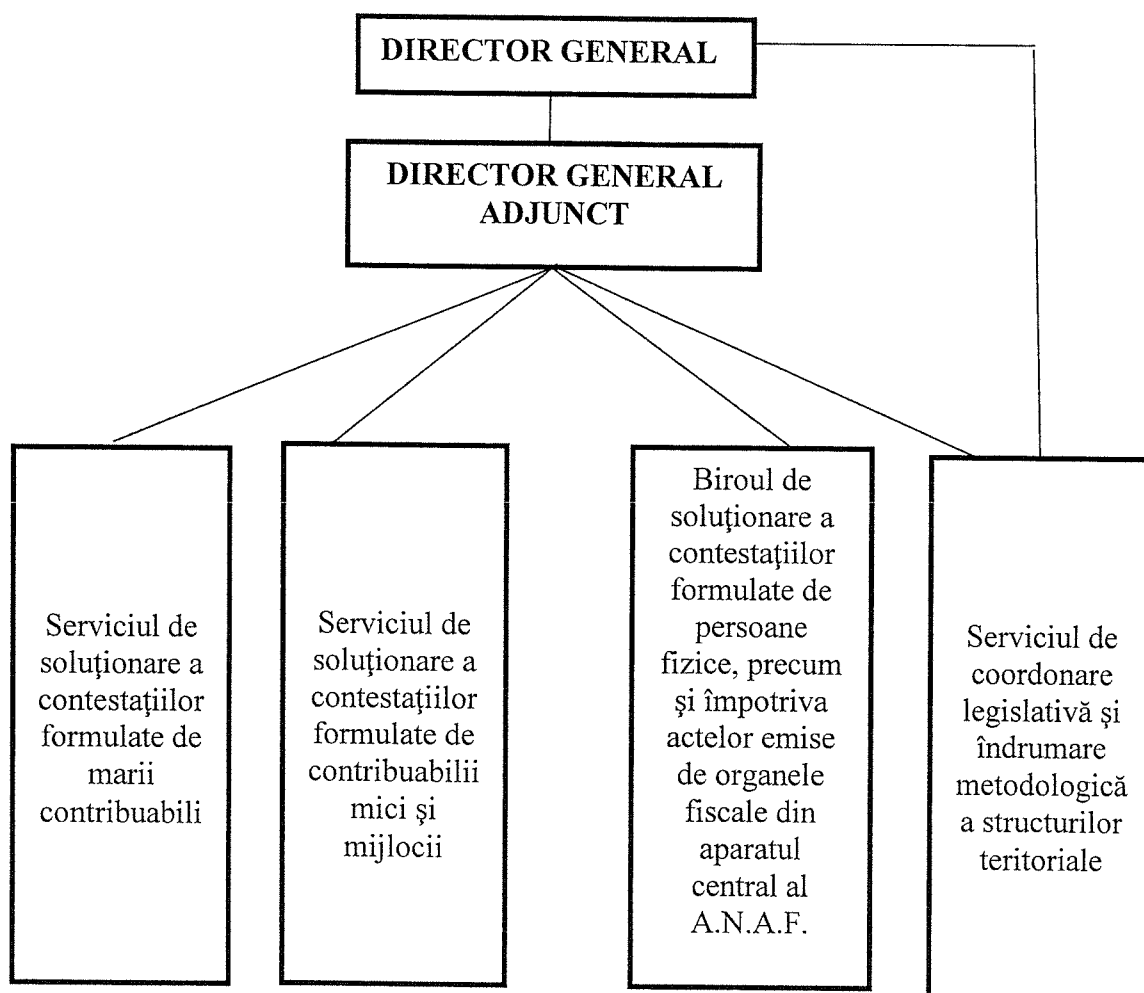 DIRECTOR GENERAL
DIRECTOR GENERAL
ADJUNCT
Serviciul de
soluţionare a
contestaţiilor
formulate de
marii
contribuabili
Serviciul de
soluţionare a
contestaţiilor
formulate de
contribuabilii
mici şi
mijlocii
Biroul de
soluţionare a
contestaţiilor
formulate de
persoane
fizice, precum
şi împotriva
actelor emise
de organele
fiscale din
aparatul
central al
A.N.A.F.
Serviciul de
coordonare
legislativă şi
îndrumare
metodologică
a structurilor
teritoriale